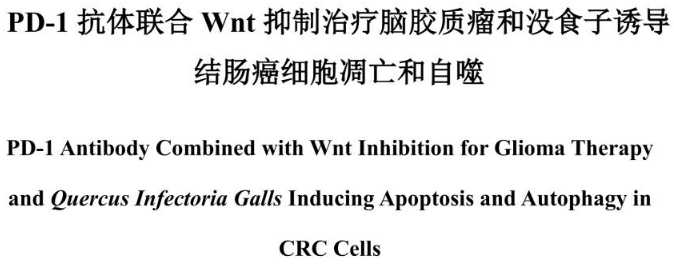 PD-1 抗体联合 Wnt 抑制治疗脑胶质瘤和没食子诱导
结肠癌细胞凋亡和自噬
PD-1 Antibody Combined with Wnt Inhibition for Glioma Therapy
and Quercus Infectoria Galls Inducing Apoptosis and Autophagy in
CRC Cells